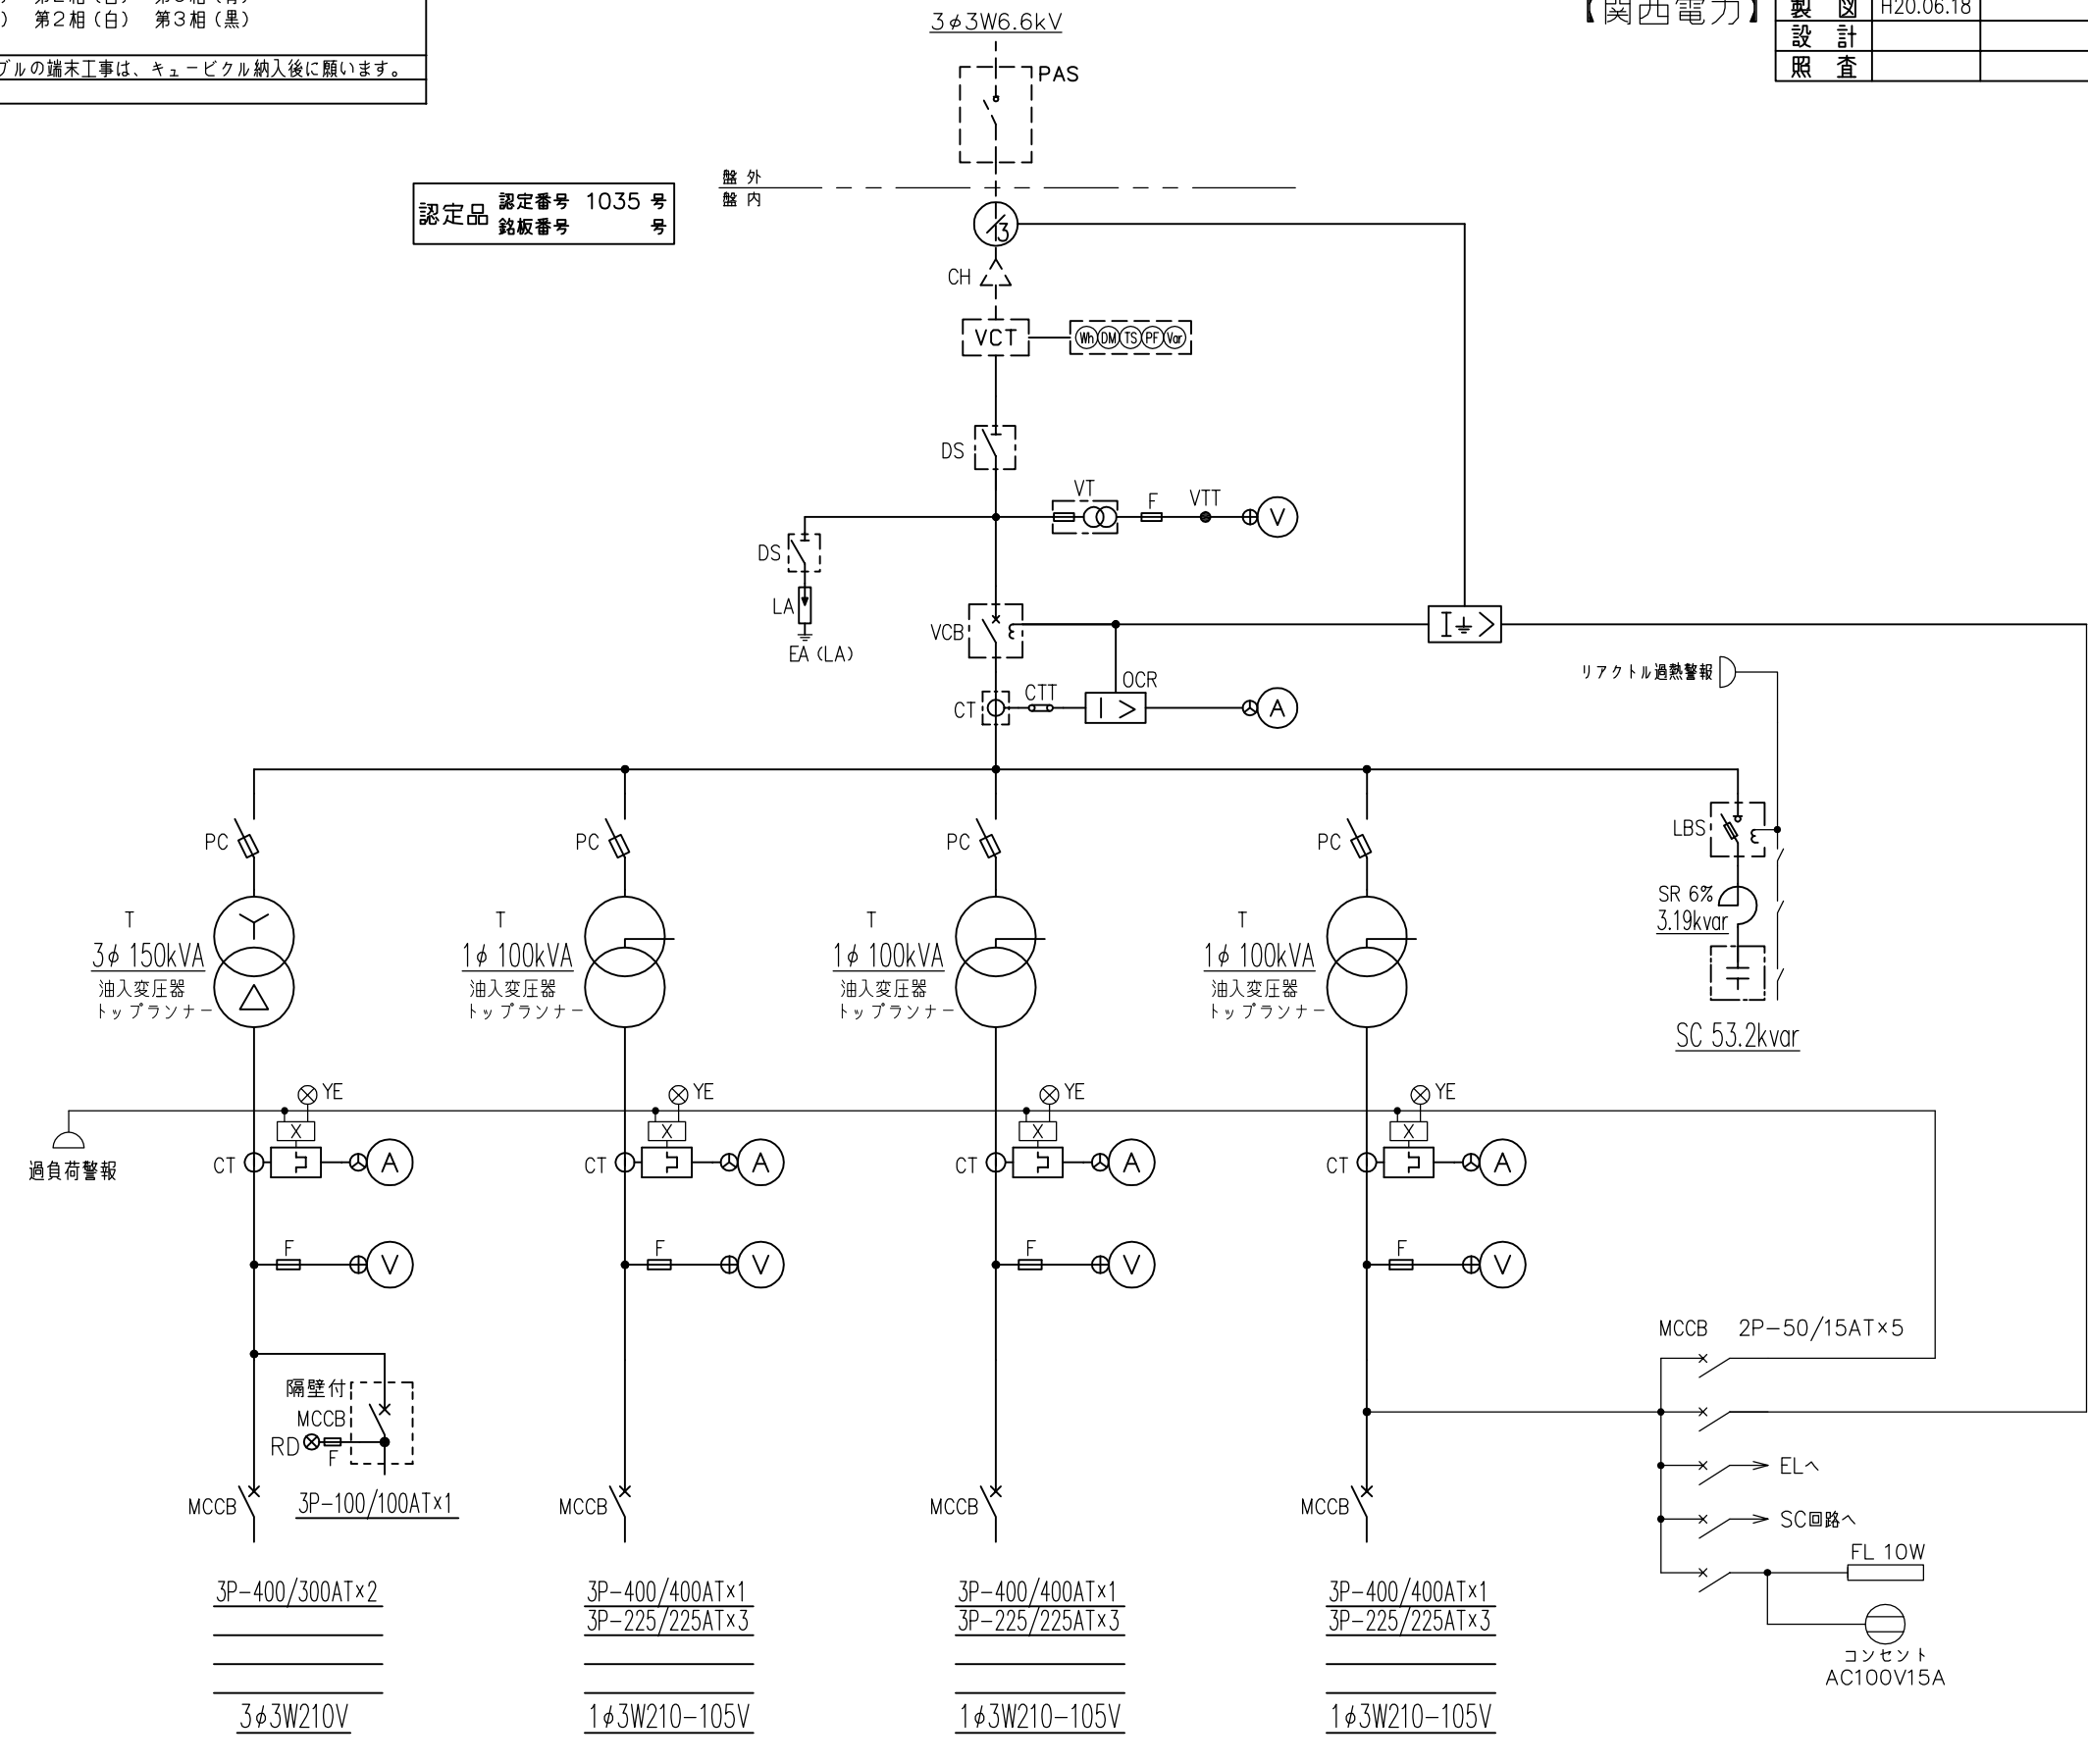 第2相(白) 第3相(黒)
ブルの端末工事は、キュービクル納入後に願います。
3φ3W6.6kV
【関西電力】
製 図 H20.06.18
設 計
照 査
PAS
盤 外
盤 内
認定品 認定番号 1035 号
銘板番号 号
3
CH
VCT
Wh DM TS PF Var
DS
VT
F
VTT
V
DS
LA
EA (LA)
VCB
I >
リアクトル過熱警報
CT
CTT
OCR
I >
A
PC
PC
PC
PC
LBS
SR 6%
3.19kvar
SC 53.2kvar
T
3φ 150kVA
油入変圧器
トップランナー
T
1φ 100kVA
油入変圧器
トップランナー
T
1φ 100kVA
油入変圧器
トップランナー
T
1φ 100kVA
油入変圧器
トップランナー
YE
YE
YE
YE
X
X
X
X
過負荷警報
CT
A
CT
A
CT
A
CT
A
F
V
F
V
F
V
F
V
隔壁付
MCCB
RD
F
3P-100/100AT×1
MCCB
MCCB
MCCB
MCCB
MCCB 2P-50/15AT×5
ELへ
SC回路へ
FL 10W
コンセント
AC100V15A
3P-400/300AT×2
3φ3W210V
3P-400/400AT×1
3P-225/225AT×3
1φ3W210-105V
3P-400/400AT×1
3P-225/225AT×3
1φ3W210-105V
3P-400/400AT×1
3P-225/225AT×3
1φ3W210-105V